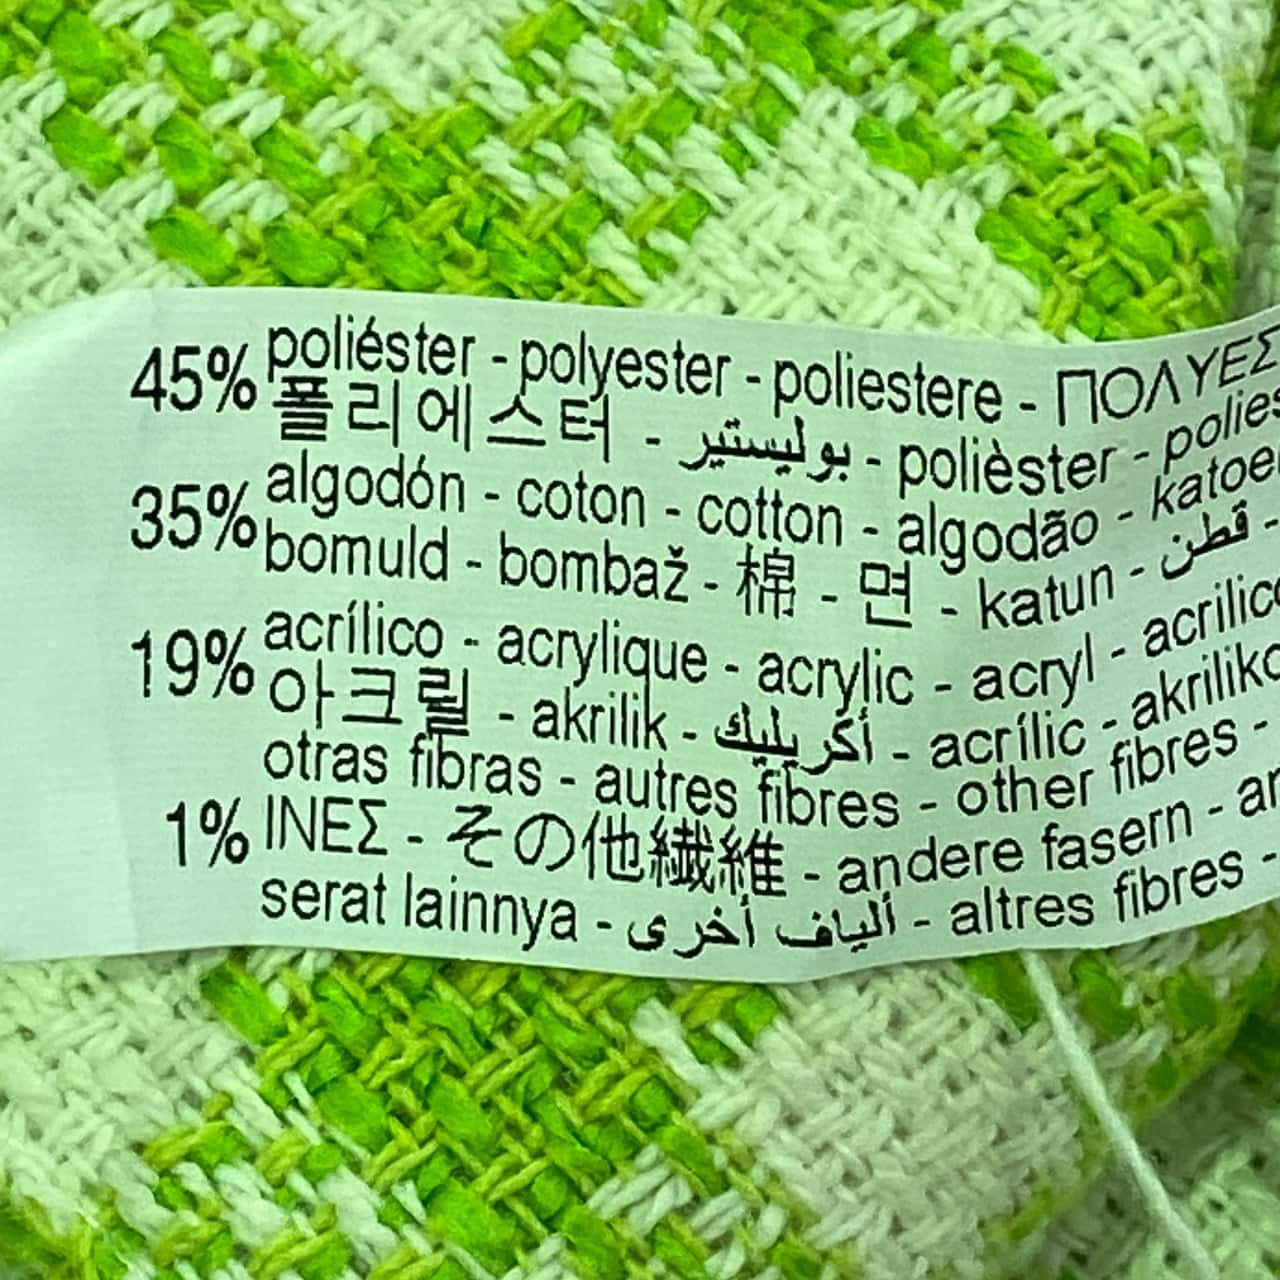 45% poliéster - polyester - poliestere - ΠΟΛΥΕΣ
폴리에스터 - بوليستير - polièster - polies
35% algodón - coton - cotton - algodão - katoe
bomuld - bombaž - 棉 - 면 - katun - قطن -
19% acrílico - acrylique - acrylic - acryl - acrilico
아크릴 - akrilik - أكريليك - acrílic - akriliko
otras fibras - autres fibres - other fibres -
1% ΙΝΕΣ - その他繊維 - andere fasern - an
serat lainnya - ألياف أخرى - altres fibres -